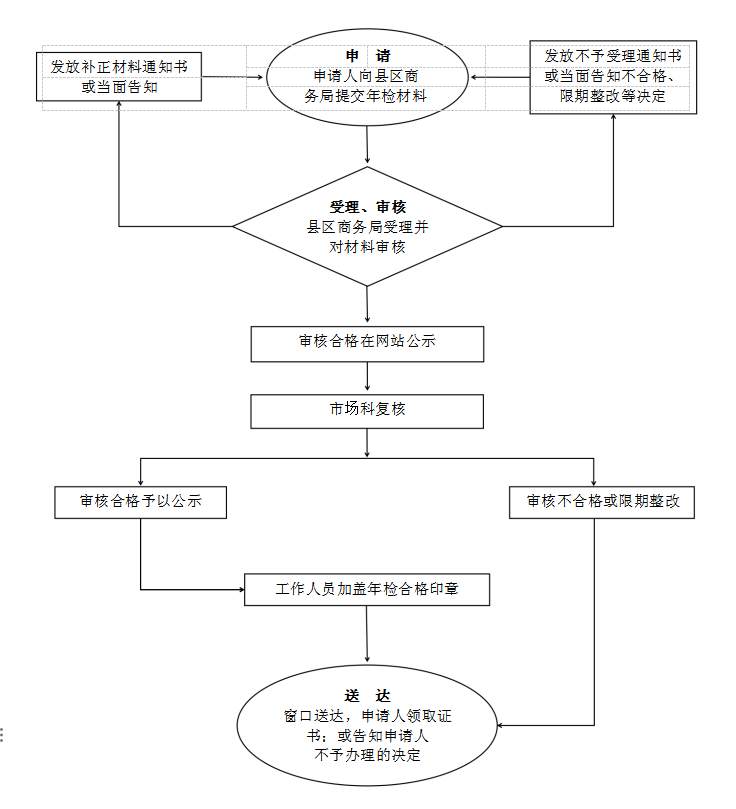 发放补正材料通知书
或当面告知
申 请
申请人向县区商
务局提交年检材料
发放不予受理通知书
或当面告知不合格、
限期整改等决定
受理、审核
县区商务局受理并
对材料审核
审核合格在网站公示
市场科复核
审核合格予以公示
审核不合格或限期整改
工作人员加盖年检合格印章
送 达
窗口送达，申请人领取证
书；或告知申请人
不予办理的决定